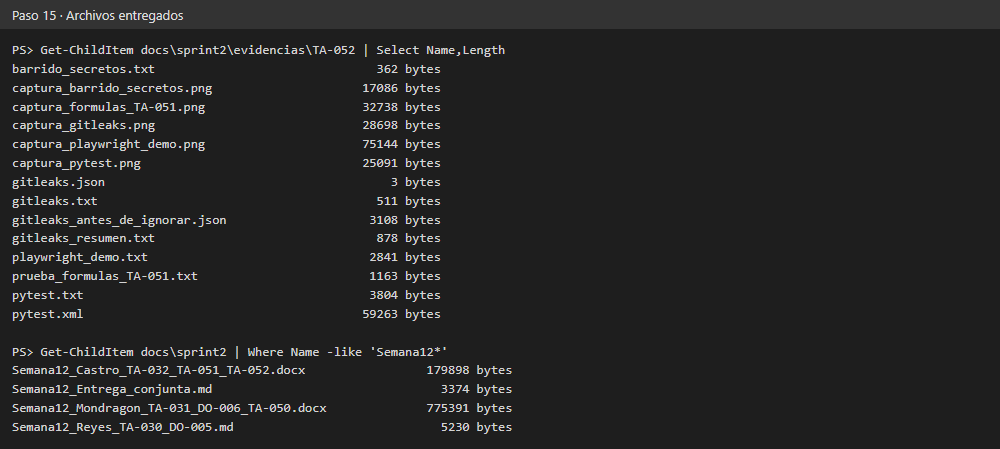 Paso 15 · Archivos entregados
PS> Get-ChildItem docs\sprint2\evidencias\TA-052 | Select Name,Length
barrido_secretos.txt 362 bytes
captura_barrido_secretos.png 17086 bytes
captura_formulas_TA-051.png 32738 bytes
captura_gitleaks.png 28698 bytes
captura_playwright_demo.png 75144 bytes
captura_pytest.png 25091 bytes
gitleaks.json 3 bytes
gitleaks.txt 511 bytes
gitleaks_antes_de_ignorar.json 3108 bytes
gitleaks_resumen.txt 878 bytes
playwright_demo.txt 2841 bytes
prueba_formulas_TA-051.txt 1163 bytes
pytest.txt 3804 bytes
pytest.xml 59263 bytes
PS> Get-ChildItem docs\sprint2 | Where Name -like 'Semana12*'
Semana12_Castro_TA-032_TA-051_TA-052.docx 179898 bytes
Semana12_Entrega_conjunta.md 3374 bytes
Semana12_Mondragon_TA-031_DO-006_TA-050.docx 775391 bytes
Semana12_Reyes_TA-030_DO-005.md 5230 bytes